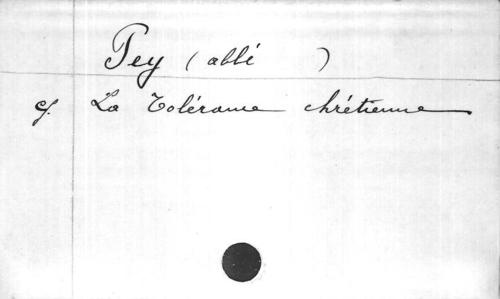 Pey (abbé )
cf. La Tolérance chrétienne